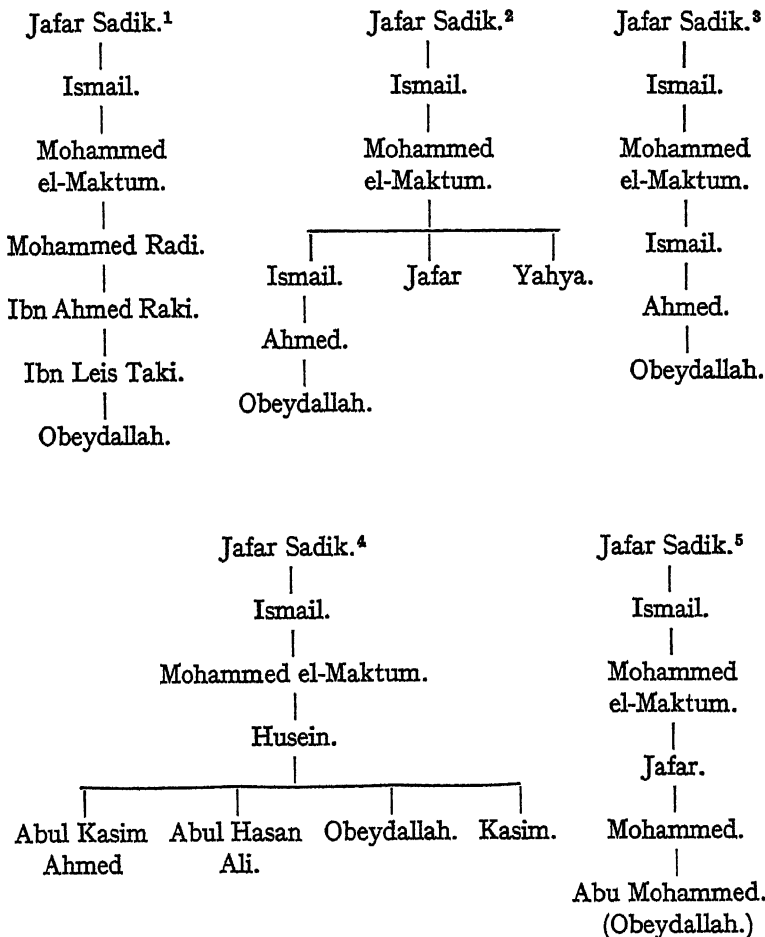 Jafar Sadik.¹ Jafar Sadik.² Jafar Sadik.³
Ismail. Ismail. Ismail.
Mohammed Mohammed Mohammed
el-Maktum. el-Maktum. el-Maktum.
Mohammed Radi. Ismail. Jafar Yahya. Ismail.
Ibn Ahmed Raki. Ahmed. Ahmed.
Ibn Leis Taki. Obeydallah. Obeydallah.
Obeydallah.
Jafar Sadik.⁴ Jafar Sadik.⁵
Ismail. Ismail.
Mohammed el-Maktum. Mohammed
el-Maktum.
Husein. Jafar.
Abul Kasim Abul Hasan Obeydallah. Kasim. Mohammed.
Ahmed Ali.
Abu Mohammed.
(Obeydallah.)